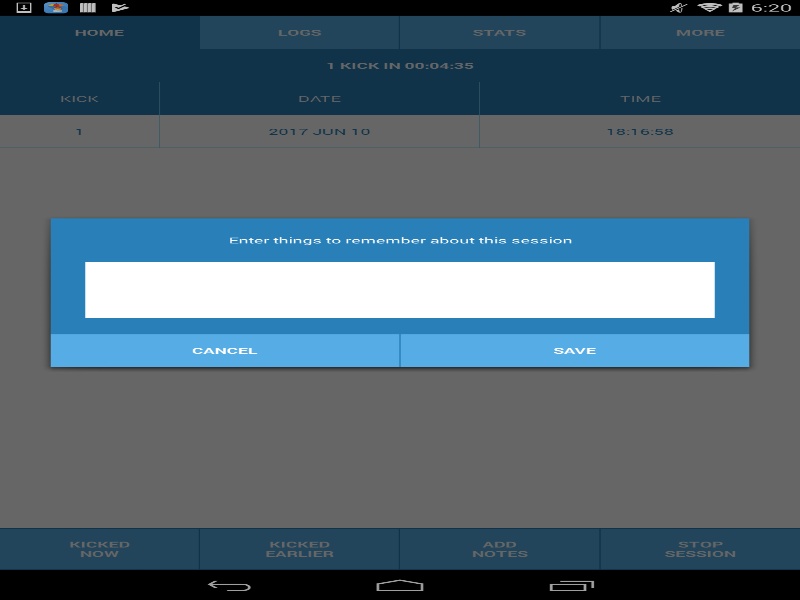 6:20
HOME LOGS STATS MORE
1 KICK IN 00:04:35
KICK DATE TIME
1 2017 JUN 10 18:16:58
Enter things to remember about this session
CANCEL SAVE
KICKED NOW
KICKED EARLIER
ADD NOTES
STOP SESSION